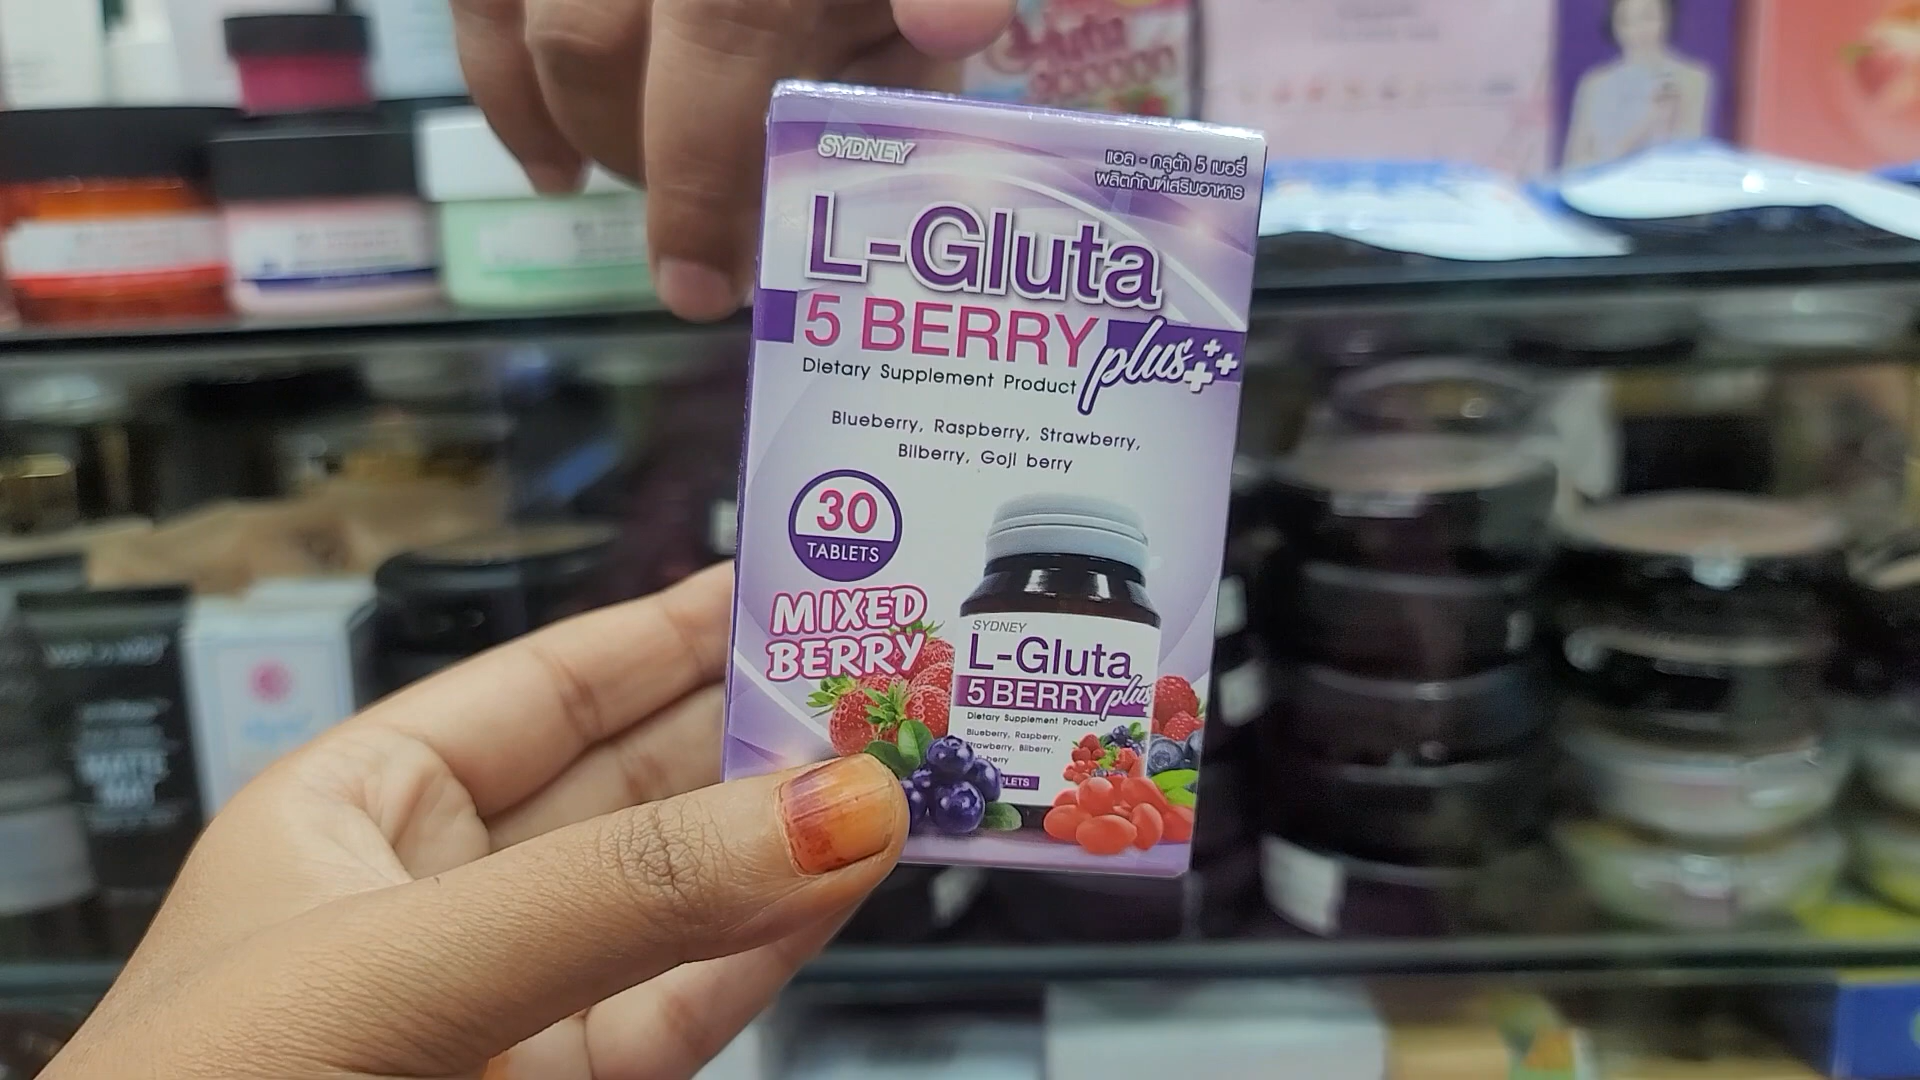 SYDNEY
แอล - กลูต้า 5 เบอรี่
ผลิตภัณฑ์เสริมอาหาร
L-Gluta
5 BERRY plus
Dietary Supplement Product
Blueberry, Raspberry, Strawberry,
Bilberry, Goji berry
30
TABLETS
MIXED
BERRY
SYDNEY
L-Gluta
5 BERRY plus
Dietary Supplement Product
Blueberry, Raspberry,
Strawberry, Bilberry,
berry